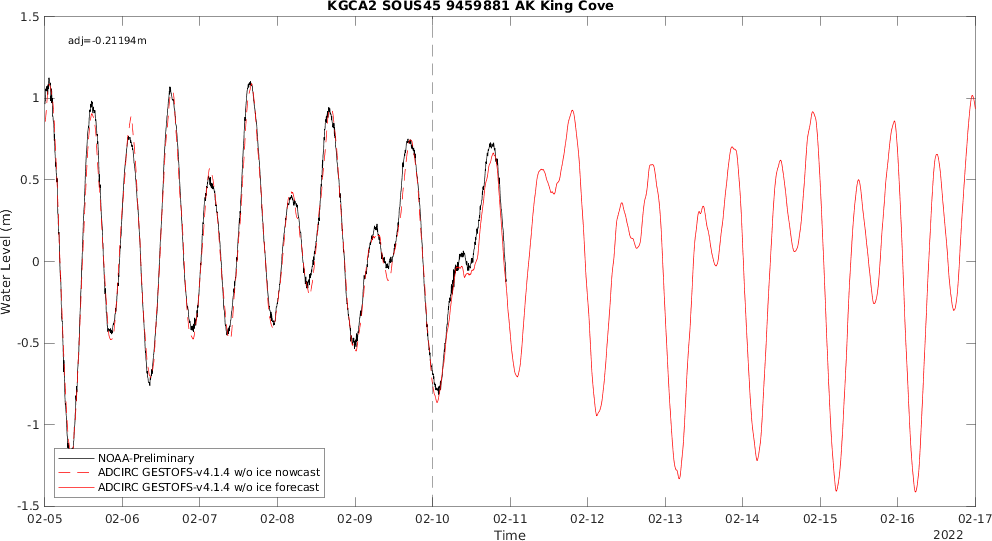 KGCA2 SOUS45 9459881 AK King Cove
adj=-0.21194m
1.5
1
0.5
0
-0.5
-1
-1.5
Water Level (m)
NOAA-Preliminary
ADCIRC GESTOFS-v4.1.4 w/o ice nowcast
ADCIRC GESTOFS-v4.1.4 w/o ice forecast
02-05 02-06 02-07 02-08 02-09 02-10 02-11 02-12 02-13 02-14 02-15 02-16 02-17
Time
2022